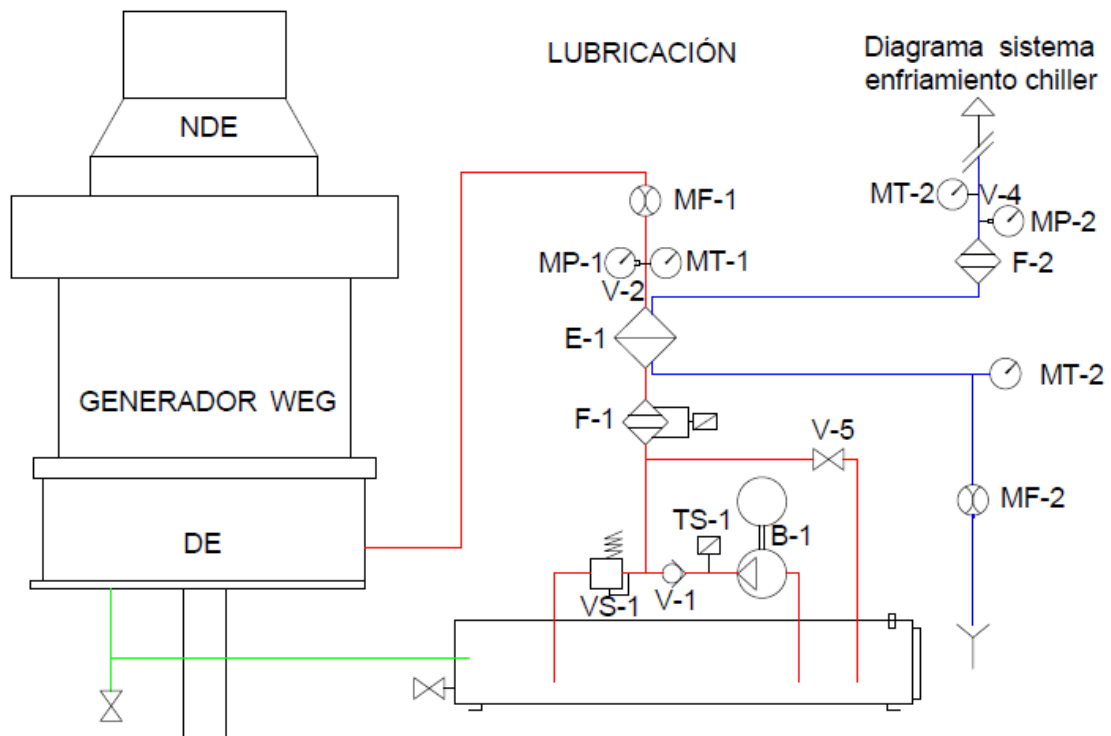 LUBRICACIÓN
Diagrama sistema
enfriamiento chiller
NDE
MF-1
MT-2
V-4
MP-2
MP-1
MT-1
V-2
F-2
E-1
MT-2
GENERADOR WEG
F-1
V-5
MF-2
TS-1
B-1
DE
VS-1
V-1